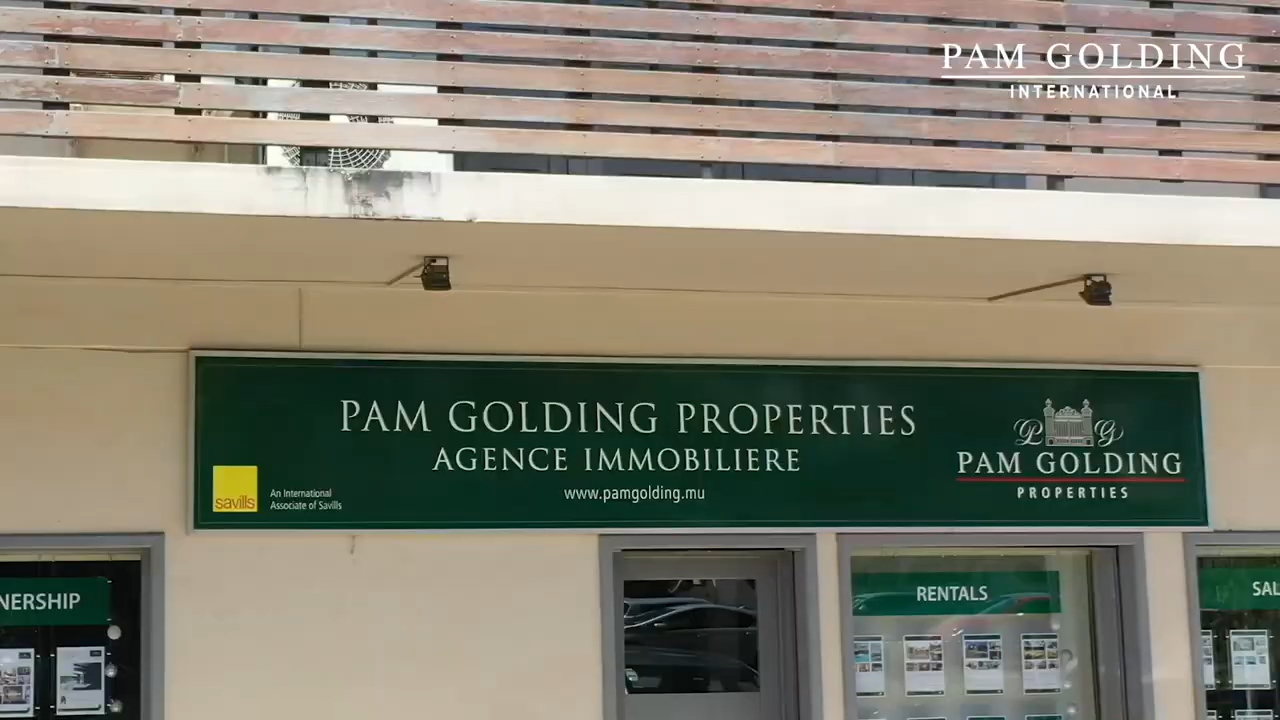 PAM GOLDING
INTERNATIONAL
PAM GOLDING PROPERTIES
AGENCE IMMOBILIERE
www.pamgolding.mu
savills
An International
Associate of Savills
PAM GOLDING
PROPERTIES
NERSHIP
RENTALS
SAL